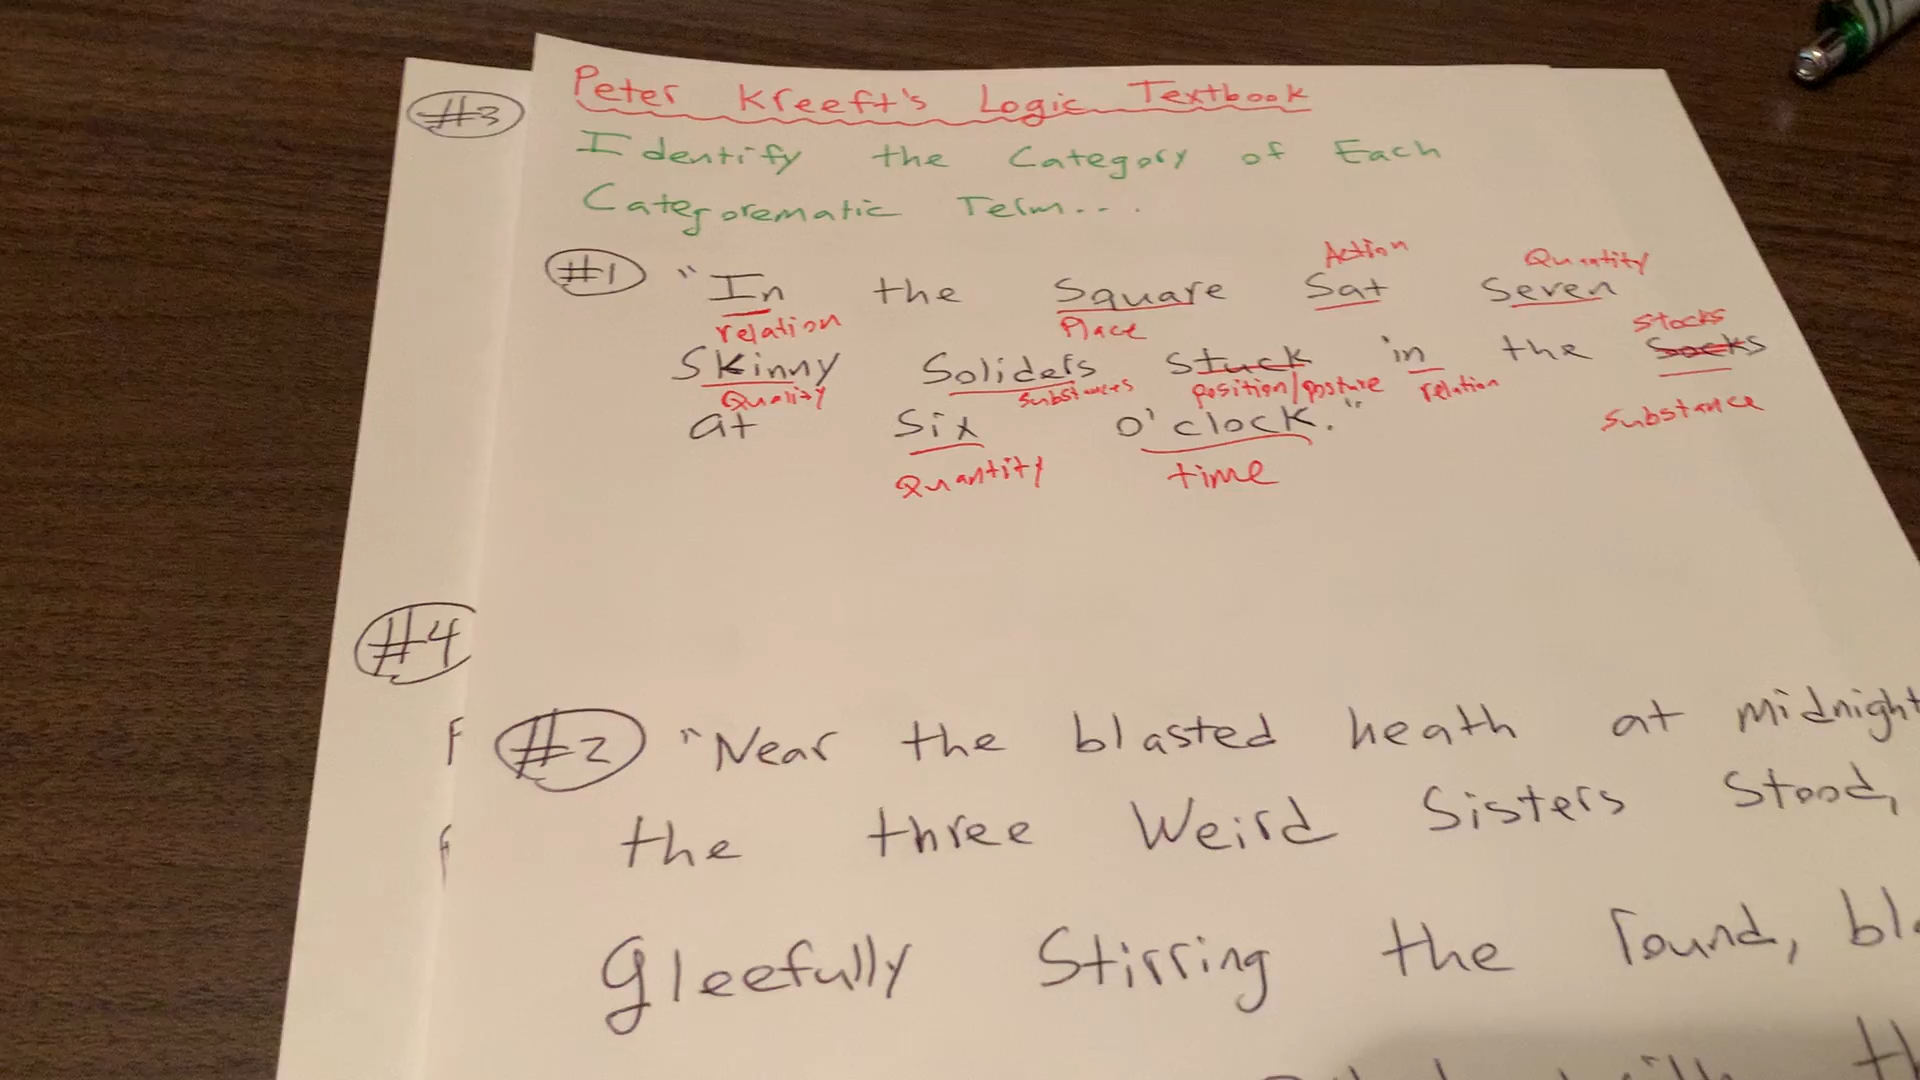 #3
Peter Kreeft's Logic Textbook
Identify the Category of Each
Categorematic Term...
Action Quantity
#1 "In the Square Sat Seven
relation Place Stocks
Skinny Soliders stuck in the Socks
Quality Substances position/posture relation Substance
at Six O'clock."
Quantity time
#4
#2 "Near the blasted heath at midnight
the three Weird Sisters Stood,
Gleefully Stirring the round,